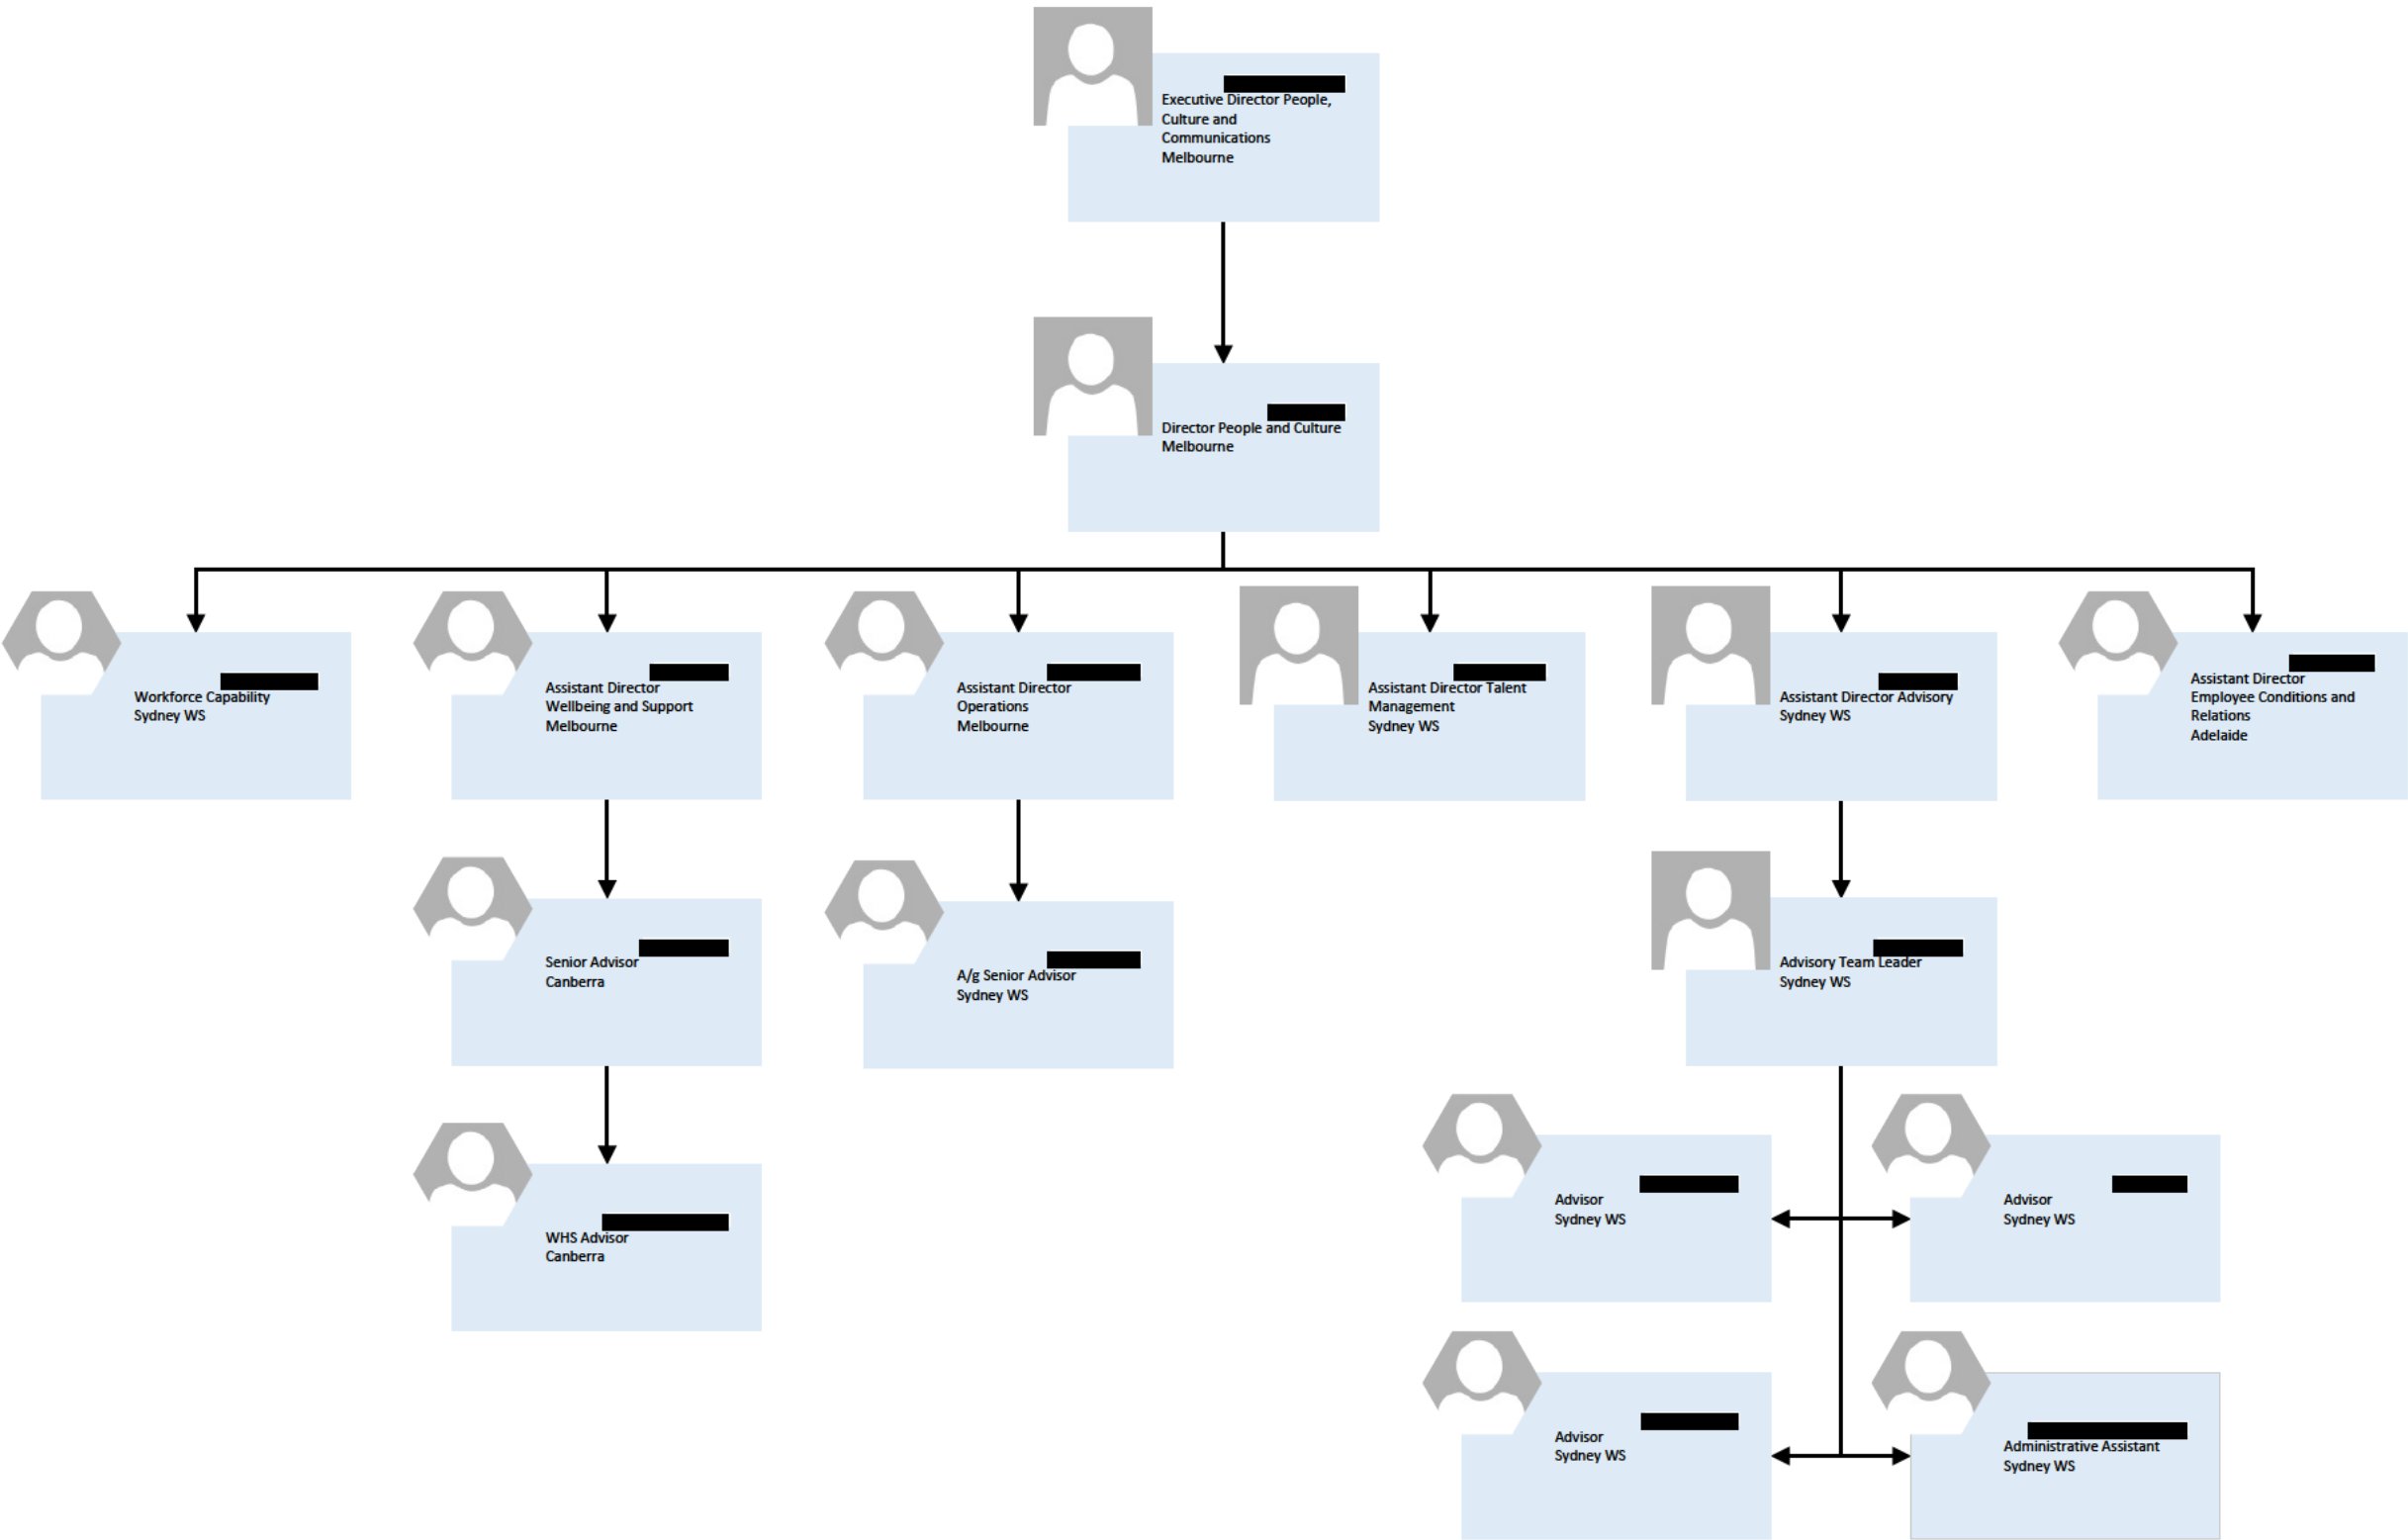 Executive Director People,
Culture and
Communications
Melbourne
Director People and Culture
Melbourne
Workforce Capability
Sydney WS
Assistant Director
Wellbeing and Support
Melbourne
Assistant Director
Operations
Melbourne
Assistant Director Talent
Management
Sydney WS
Assistant Director Advisory
Sydney WS
Assistant Director
Employee Conditions and
Relations
Adelaide
Senior Advisor
Canberra
A/g Senior Advisor
Sydney WS
Advisory Team Leader
Sydney WS
WHS Advisor
Canberra
Advisor
Sydney WS
Advisor
Sydney WS
Advisor
Sydney WS
Administrative Assistant
Sydney WS